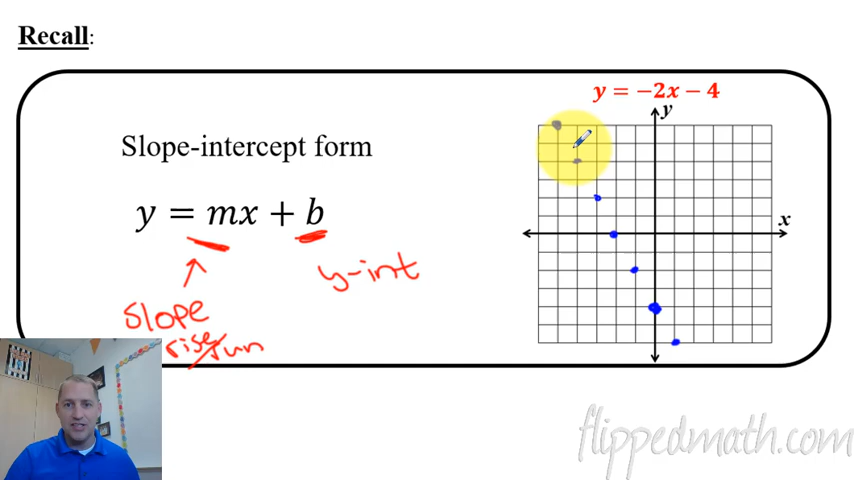 Recall:
Slope-intercept form
y = mx + b
y-int
Slope
rise/run
y = −2x − 4
y
x
flippedmath.com